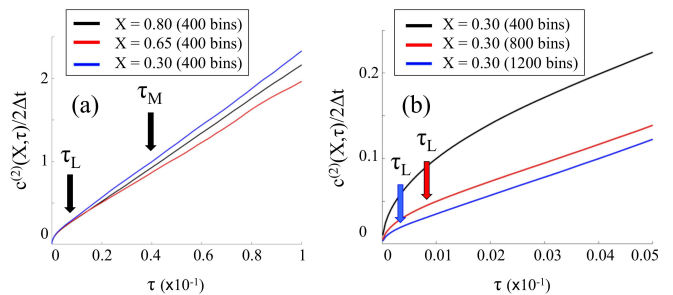 X = 0.80 (400 bins)
X = 0.65 (400 bins)
X = 0.30 (400 bins)
(a)
τL
τM
c(2)(X,τ)/2Δt
2
1
0
0
0.2
0.4
0.6
0.8
1
τ (x10-1)
X = 0.30 (400 bins)
X = 0.30 (800 bins)
X = 0.30 (1200 bins)
(b)
τL
τL
c(2)(X,τ)/2Δt
0.2
0.1
0
0
0.01
0.02
0.03
0.04
0.05
τ (x10-1)